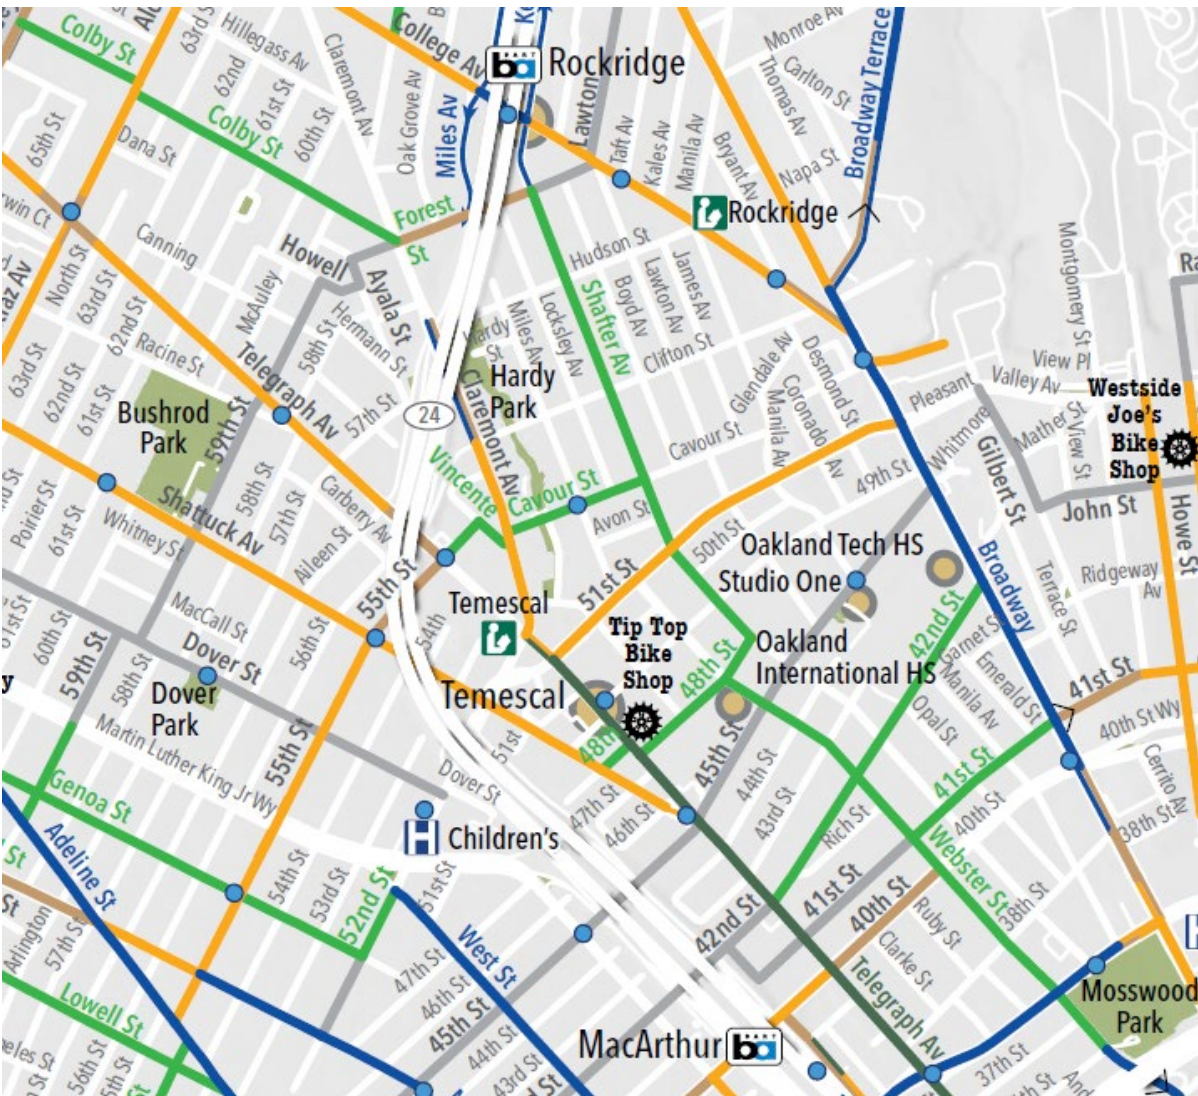 Colby St
63rd St
Hillegass Av
62nd
61st St
60th St
Claremont Av
College Av
Oak Grove Av
Miles Av
BART
ba
Rockridge
Lawton
Taft Av
Kales Av
Manila Av
Bryant Av
Monroe Av
Carlton St
Thomas Av
Napa St
Broadway Terrace
65th St
Dana St
Colby St
Forest
St
Rockridge
Canning
Howell
Ayala St
North St
63rd St
62nd St
McAuley
Racine St
58th St
Hermann St
Telegraph Av
57th St
Hudson St
Shafter Av
Boyd Av
Lawton Av
James Av
Clifton St
Hardy
St
Miles Av
Locksley Av
Hardy
Park
24
Claremont Av
Glendale Av
Desmond St
Coronado
Av
Manila Av
Montgomery St
View Pl
Valley Av
Pleasant
Whitmore
Mather St
View St
Gilbert St
Westside
Joe's
Bike
Shop
John St
Howe St
63rd St
62nd St
61st St
Bushrod
Park
59th St
Shattuck Av
58th St
57th St
Carberry Av
Aileen St
Vincente
Cavour St
Cavour St
Avon St
49th St
50th St
51st St
Poirier St
61st St
Whitney St
MacCall St
55th St
54th
Oakland Tech HS
Studio One
Broadway
Terrace St
Ridgeway
Av
Temescal
Tip Top
Bike
Shop
48th St
Oakland
International HS
42nd St
Garnet St
Emerald St
Manila Av
Opal St
41st St
40th St Wy
Cerrito Av
61st St
60th St
59th St
58th St
Dover St
56th St
Dover
Park
Martin Luther King Jr Wy
55th St
Temescal
48th
51st
Dover St
47th St
46th St
45th St
44th St
43rd St
Rich St
41st St
40th St
38th St
Genoa St
Adeline St
Children's
54th St
53rd St
52nd St
51st St
42nd St
41st St
40th St
Webster St
38th St
Ruby St
Clarke St
Telegraph Av
Arlington
57th St
Lowell St
56th St
West St
47th St
46th St
45th St
44th St
43rd St
MacArthur
BART
ba
37th St
Mosswood
Park